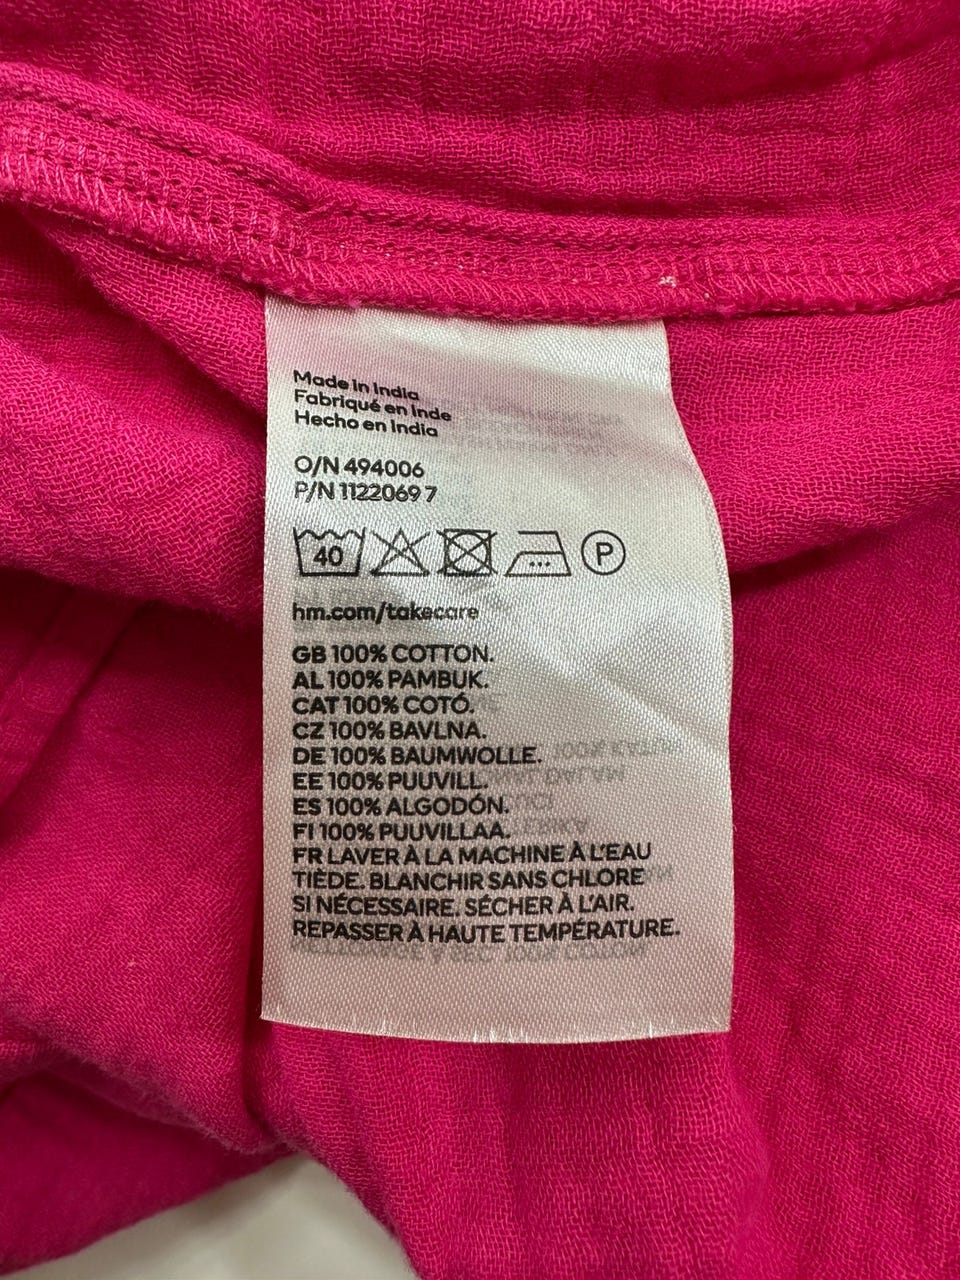 Made in India
Fabriqué en Inde
Hecho en India
O/N 494006
P/N 1122069 7
40 P
hm.com/takecare
GB 100% COTTON.
AL 100% PAMBUK.
CAT 100% COTÓ.
CZ 100% BAVLNA.
DE 100% BAUMWOLLE.
EE 100% PUUVILL.
ES 100% ALGODÓN.
FI 100% PUUVILLAA.
FR LAVER À LA MACHINE À L'EAU
TIÈDE. BLANCHIR SANS CHLORE
SI NÉCESSAIRE. SÉCHER À L'AIR.
REPASSER À HAUTE TEMPÉRATURE.